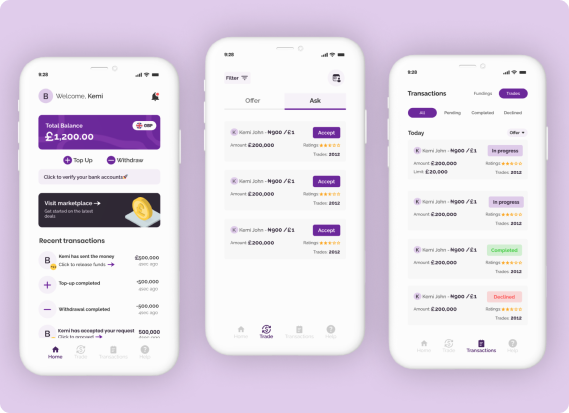 9:28
B Welcome, Kemi
Total Balance
GBP
£1,200.00
Top Up
Withdraw
Click to verify your bank accounts🚀
Visit marketplace →
Get started on the latest
deals
Recent transactions
B
Kemi has sent the money
£500,000
Click to release funds →
Top-up completed
-500,000
Withdrawal completed
-500,000
B
Kemi has accepted your request
500,000
Click to proceed →
Home
Trade
Transactions
Help
9:28
Filter
Offer
Ask
K Kemi John - ₦900 /£1
Accept
Amount £200,000
Ratings ★★★☆☆
Trades 2012
K Kemi John - ₦900 /£1
Accept
Amount £200,000
Ratings ★★★☆☆
Trades 2012
K Kemi John - ₦900 /£1
Accept
Amount £200,000
Ratings ★★★☆☆
Trades 2012
Home
Trade
Transactions
Help
9:28
Transactions
Fundings
Trades
All
Pending
Completed
Declined
Today
Offer
K Kemi John - ₦900 /£1
In progress
Amount £200,000
Ratings ★★★☆☆
Limit £20,000
Trades 2012
K Kemi John - ₦900 /£1
In progress
Amount £200,000
Ratings ★★★☆☆
Trades 2012
K Kemi John - ₦900 /£1
Completed
Amount £200,000
Ratings ★★★☆☆
Trades 2012
K Kemi John - ₦900 /£1
Declined
Amount £200,000
Ratings ★★★☆☆
Trades 2012
Home
Trade
Transactions
Help